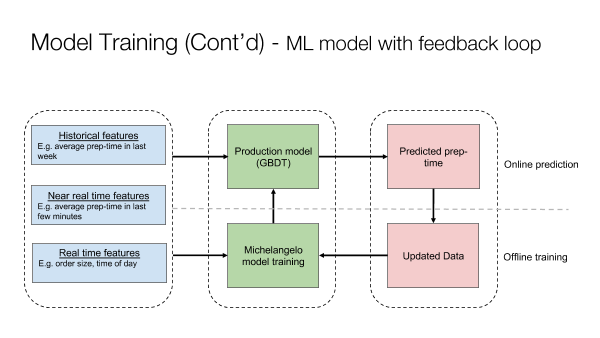 Model Training (Cont'd) - ML model with feedback loop
Historical features
E.g. average prep-time in last
week
Near real time features
E.g. average prep-time in last
few minutes
Real time features
E.g. order size, time of day
Production model
(GBDT)
Michelangelo
model training
Predicted prep-
time
Updated Data
Online prediction
Offline training